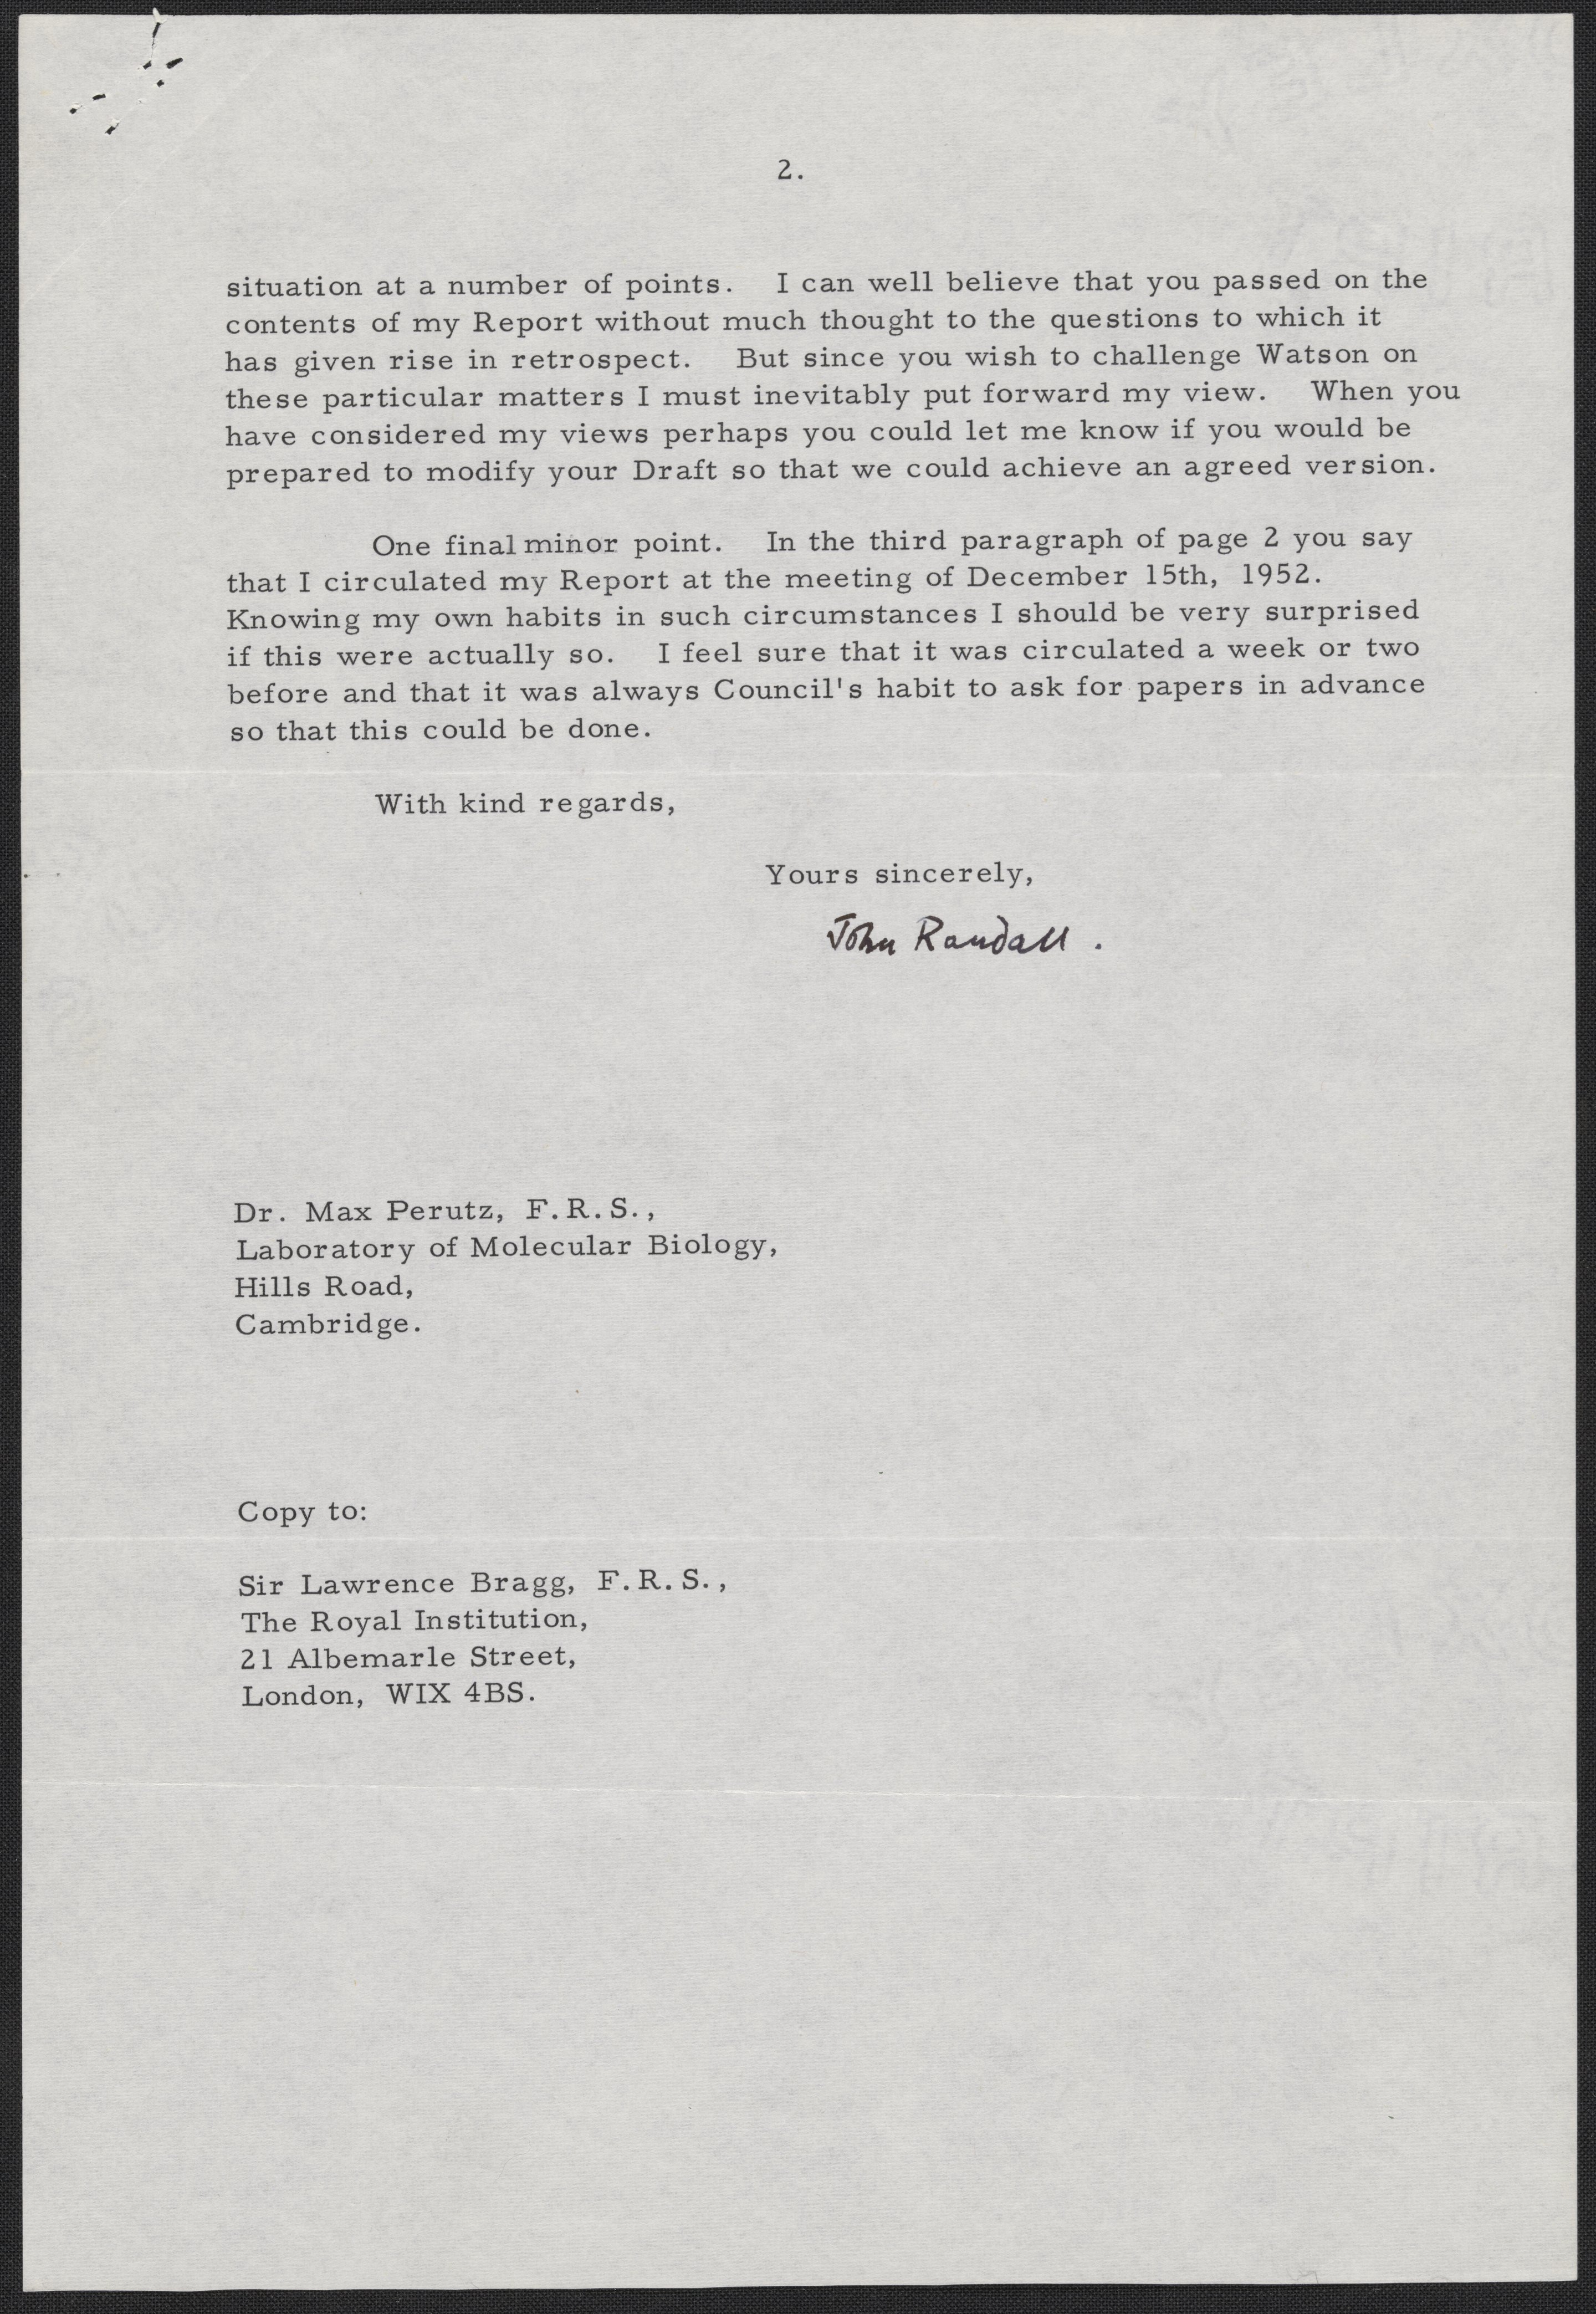 2.
situation at a number of points. I can well believe that you passed on the
contents of my Report without much thought to the questions to which it
has given rise in retrospect. But since you wish to challenge Watson on
these particular matters I must inevitably put forward my view. When you
have considered my views perhaps you could let me know if you would be
prepared to modify your Draft so that we could achieve an agreed version.
One final minor point. In the third paragraph of page 2 you say
that I circulated my Report at the meeting of December 15th, 1952.
Knowing my own habits in such circumstances I should be very surprised
if this were actually so. I feel sure that it was circulated a week or two
before and that it was always Council's habit to ask for papers in advance
so that this could be done.
With kind regards,
Yours sincerely,
John Randall.
Dr. Max Perutz, F.R.S.,
Laboratory of Molecular Biology,
Hills Road,
Cambridge.
Copy to:
Sir Lawrence Bragg, F.R.S.,
The Royal Institution,
21 Albemarle Street,
London, WIX 4BS.